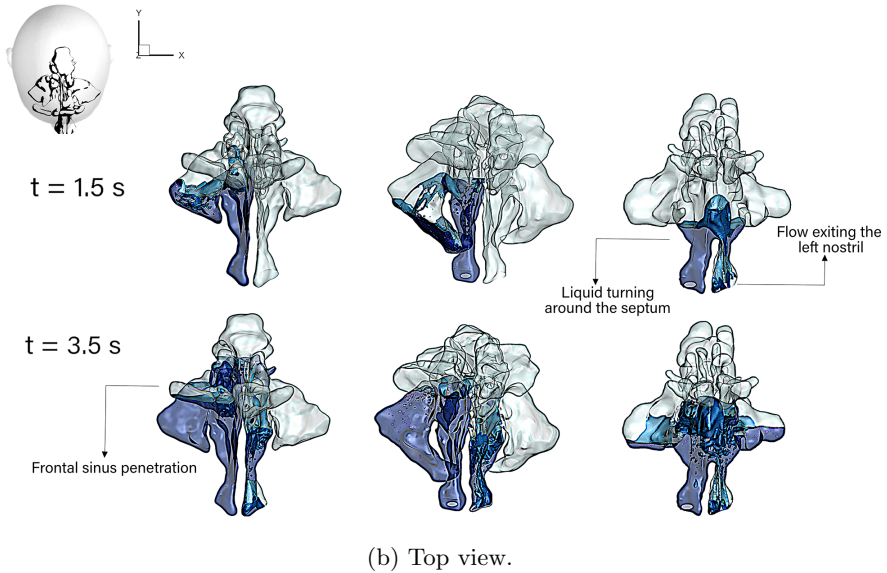 Y
Z
X
t = 1.5 s
Flow exiting the
left nostril
Liquid turning
around the septum
t = 3.5 s
Frontal sinus penetration
(b) Top view.